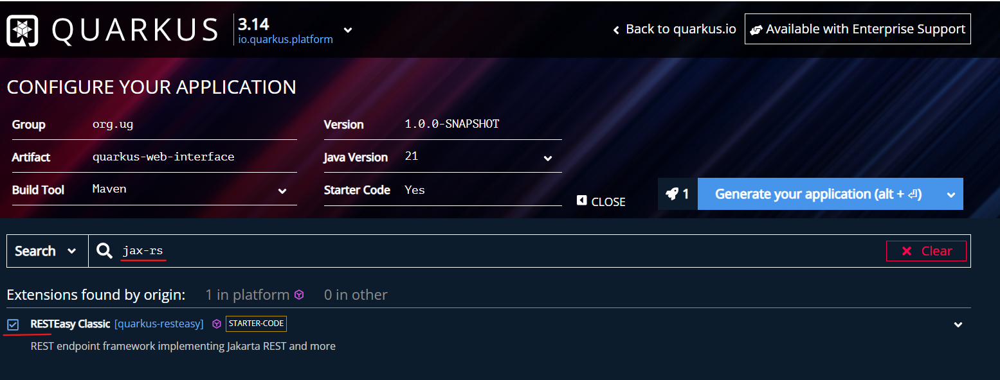 QUARKUS 3.14 Back to quarkus.io Available with Enterprise Support
io.quarkus.platform
CONFIGURE YOUR APPLICATION
Group org.ug Version 1.0.0-SNAPSHOT
Artifact quarkus-web-interface Java Version 21
Build Tool Maven Starter Code Yes CLOSE 1 Generate your application (alt + ⏎)
Search jax-rs Clear
Extensions found by origin: 1 in platform 0 in other
RESTEasy Classic [quarkus-resteasy] STARTER-CODE
REST endpoint framework implementing Jakarta REST and more